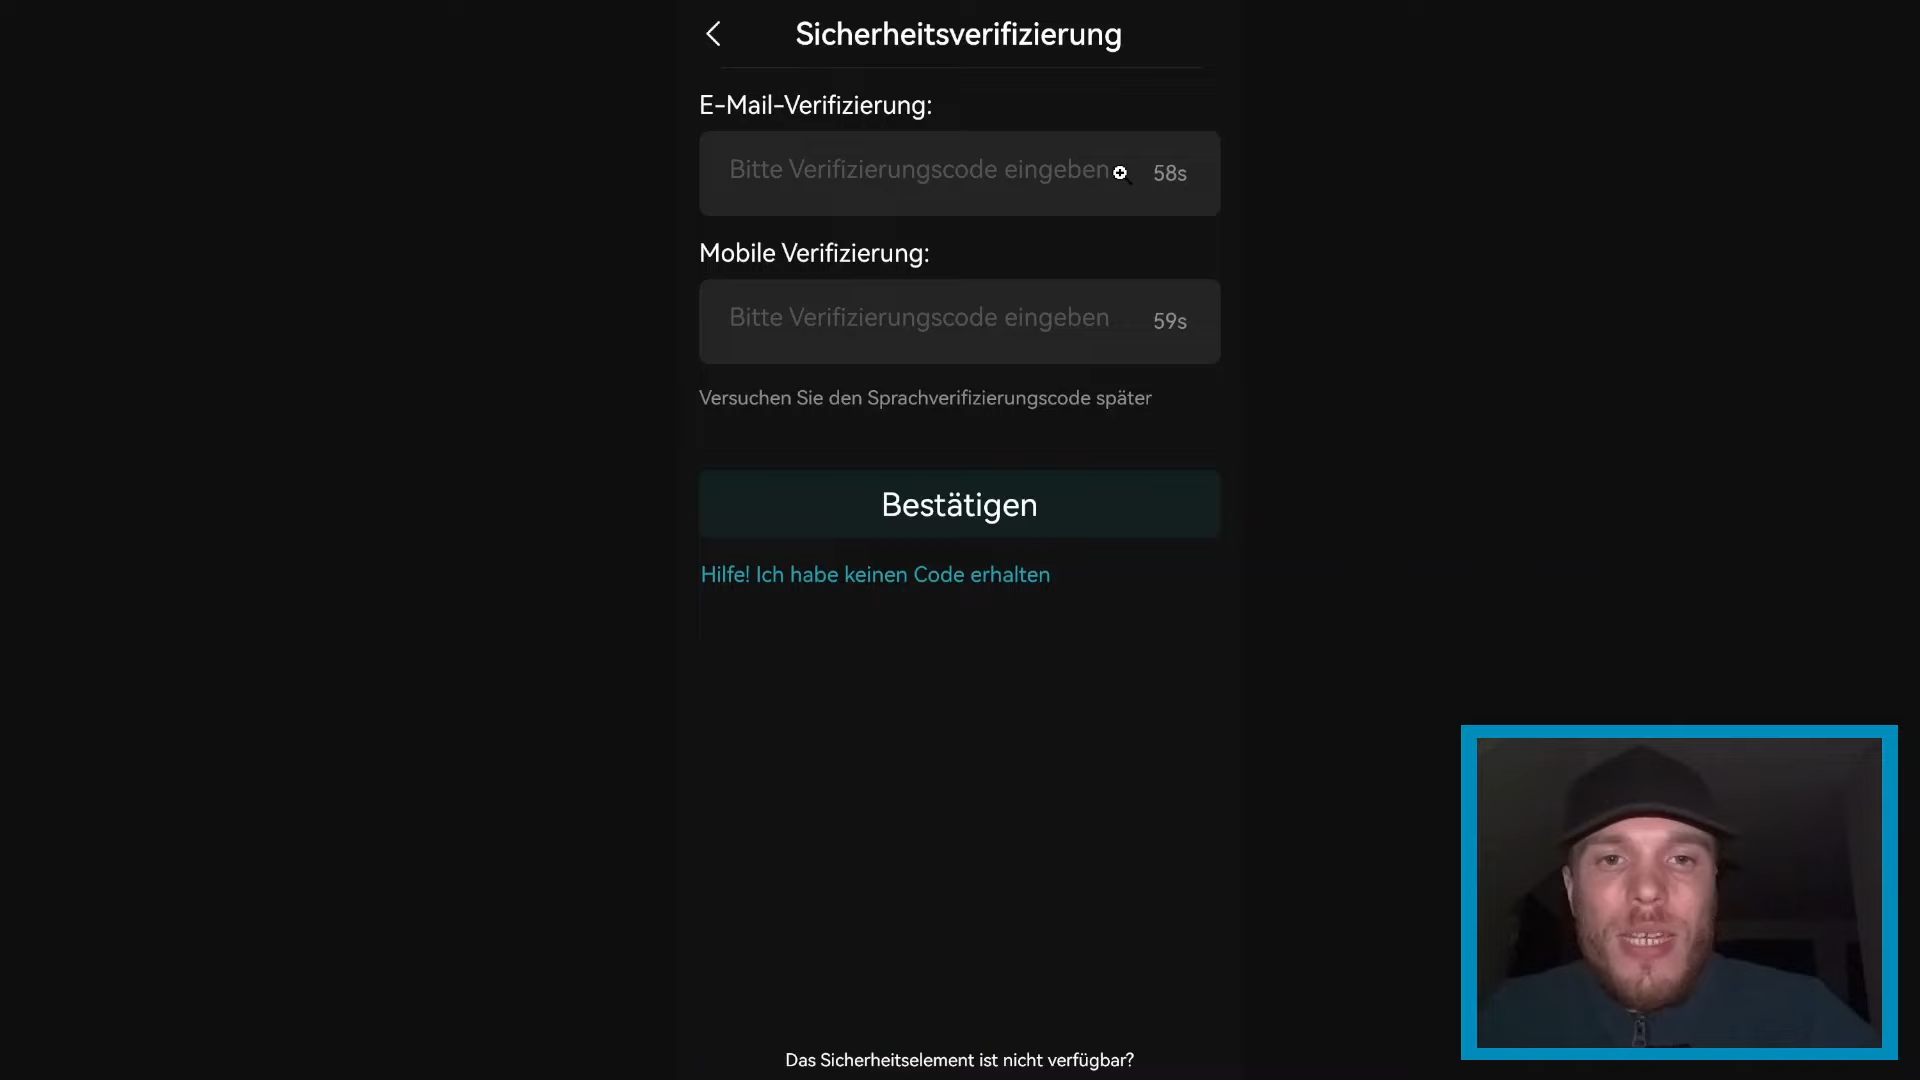 Sicherheitsverifizierung
E-Mail-Verifizierung:
Bitte Verifizierungscode eingeben 58s
Mobile Verifizierung:
Bitte Verifizierungscode eingeben 59s
Versuchen Sie den Sprachverifizierungscode später
Bestätigen
Hilfe! Ich habe keinen Code erhalten
Das Sicherheitselement ist nicht verfügbar?